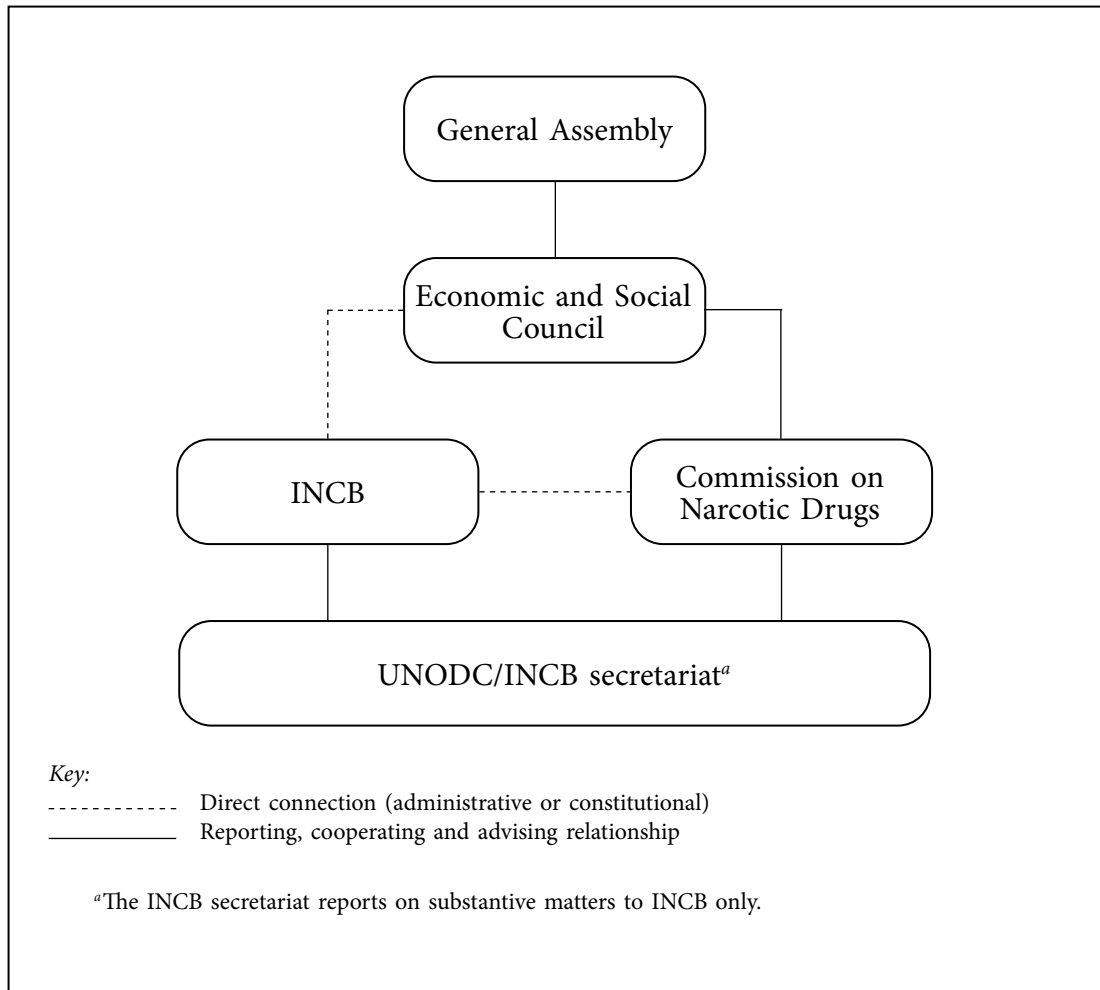 General Assembly
Economic and Social
Council
INCB
Commission on
Narcotic Drugs
UNODC/INCB secretariatᵃ
Key:
Direct connection (administrative or constitutional)
Reporting, cooperating and advising relationship
ᵃThe INCB secretariat reports on substantive matters to INCB only.